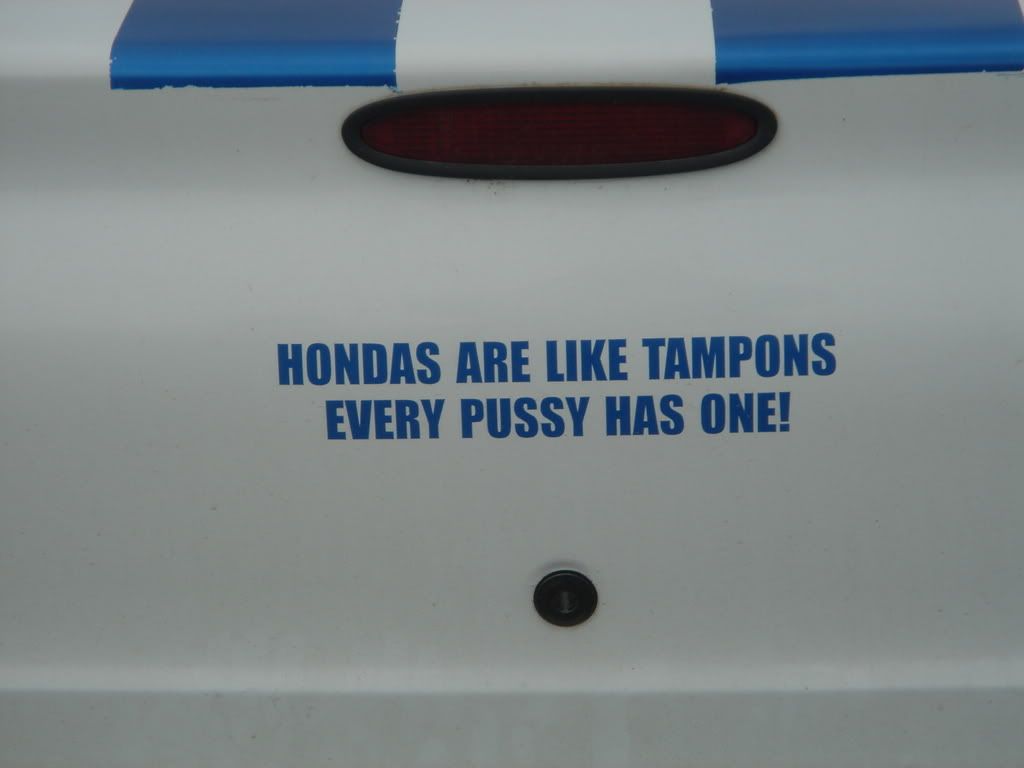 HONDAS ARE LIKE TAMPONS
EVERY PUSSY HAS ONE!